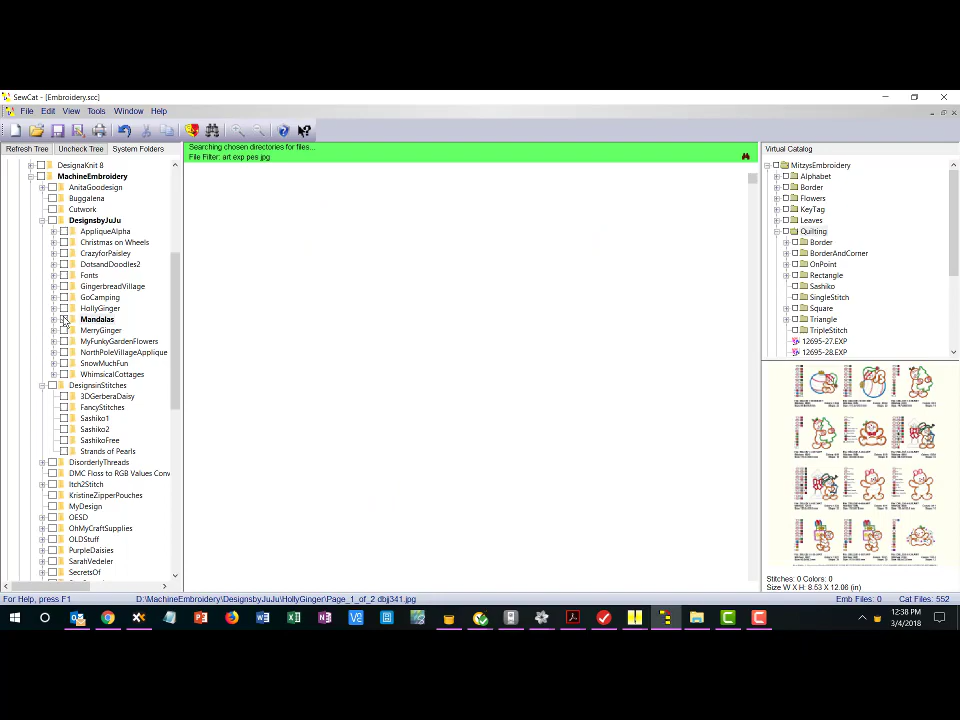 SewCat - [Embroidery.scc]
File Edit View Tools Window Help
Refresh Tree Uncheck Tree System Folders
DesignaKnit 8
MachineEmbroidery
AnitaGoodesign
Buggalena
Cutwork
DesignsbyJuJu
AppliqueAlpha
Christmas on Wheels
CrazyforPaisley
DotsandDoodles2
Fonts
GingerbreadVillage
GoCamping
HollyGinger
Mandalas
MerryGinger
MyFunkyGardenFlowers
NorthPoleVillageApplique
SnowMuchFun
WhimsicalCottages
DesignsinStitches
3DGerberaDaisy
FancyStitches
Sashiko1
Sashiko2
SashikoFree
Strands of Pearls
DisorderlyThreads
DMC Floss to RGB Values Conv
Itch2Stitch
KristineZipperPouches
MyDesign
OESD
OhMyCraftSupplies
OLDStuff
PurpleDaisies
SarahVedeler
SecretsOf
Searching chosen directories for files...
File Filter: art exp pes jpg
Virtual Catalog
MitzysEmbroidery
Alphabet
Border
Flowers
KeyTag
Leaves
Quilting
Border
BorderAndCorner
OnPoint
Rectangle
Sashiko
SingleStitch
Square
Triangle
TripleStitch
12695-27.EXP
12695-28.EXP
Stitches: 0 Colors: 0
Size W X H: 8.53 X 12.06 (in)
For Help, press F1 D:\MachineEmbroidery\DesignsbyJuJu\HollyGinger\Page_1_of_2 dbjj341.jpg Emb Files: 0 Cat Files: 552
12:38 PM
3/4/2018